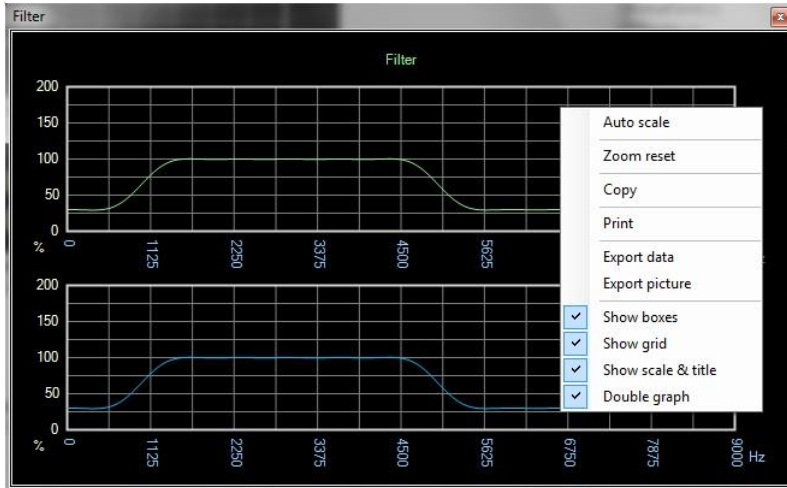 Filter
Filter
200
150
100
50
0
%
0 1125 2250 3375 4500 5625
200
150
100
50
0
%
0 1125 2250 3375 4500 5625 6750 7875 9000 Hz
Auto scale
Zoom reset
Copy
Print
Export data
Export picture
Show boxes
Show grid
Show scale & title
Double graph